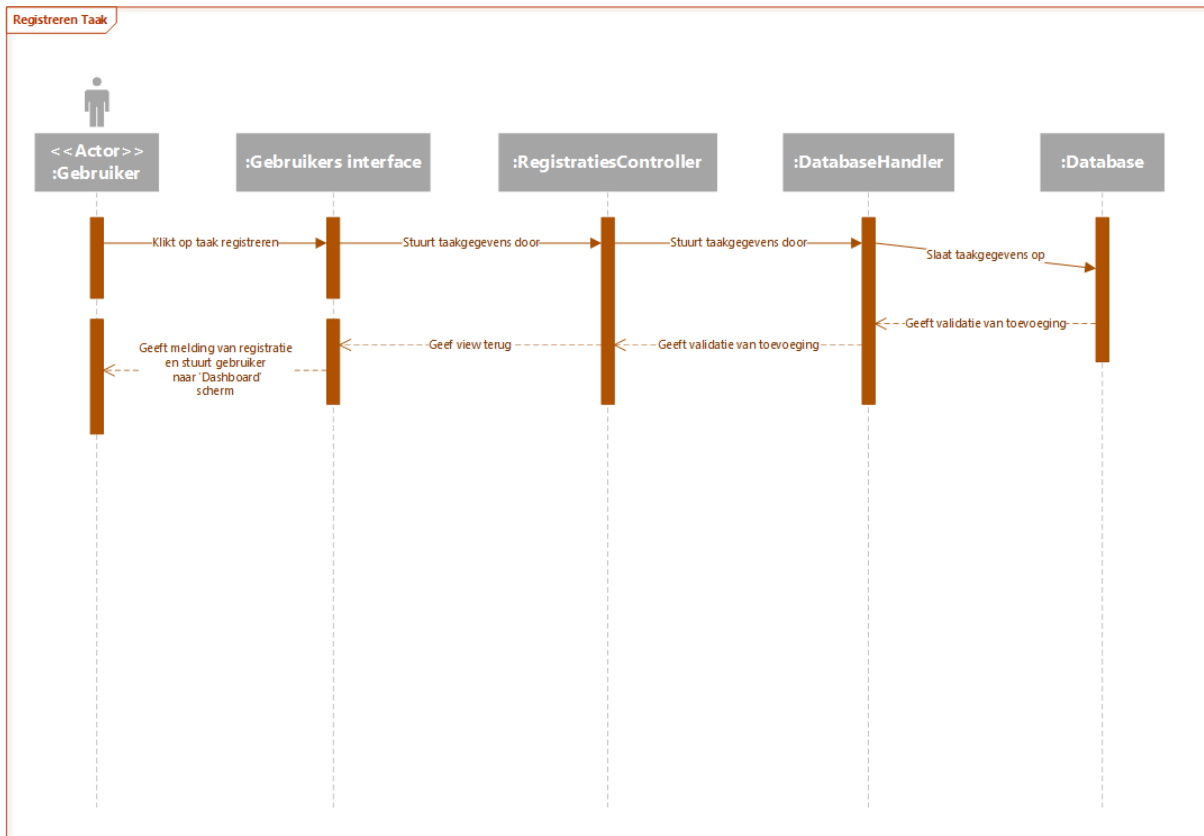 Registreren Taak
<<Actor>>
:Gebruiker
:Gebruikers interface
:RegistratiesController
:DatabaseHandler
:Database
Klikt op taak registreren
Stuurt taakgegevens door
Stuurt taakgegevens door
Slaat taakgegevens op
Geeft validatie van toevoeging
Geeft validatie van toevoeging
Geef view terug
Geeft melding van registratie
en stuurt gebruiker
naar 'Dashboard'
scherm